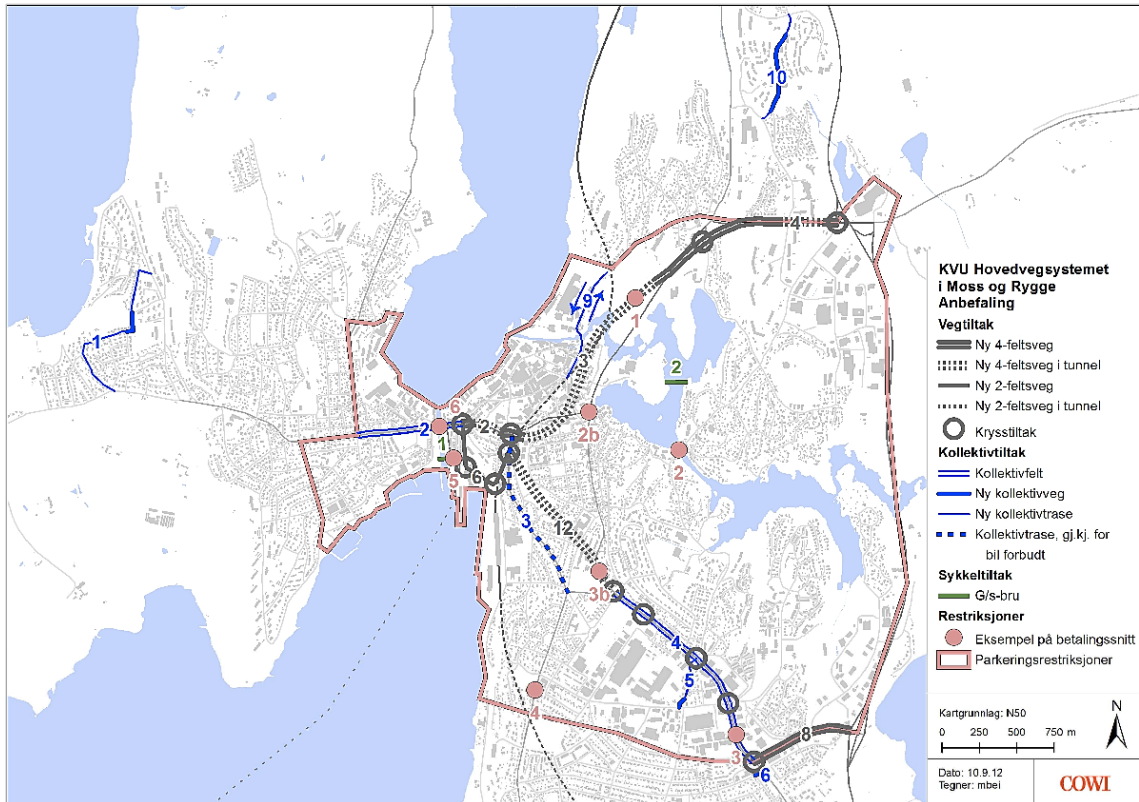 10
4
9
1
3
1
2
6
2
2
1
2b
2
5
6
12
3
3b
4
5
4
3
8
6
KVU Hovedvegsystemet
i Moss og Rygge
Anbefaling
Vegtiltak
Ny 4-feltsveg
Ny 4-feltsveg i tunnel
Ny 2-feltsveg
Ny 2-feltsveg i tunnel
Krysstiltak
Kollektivtiltak
Kollektivfelt
Ny kollektivveg
Ny kollektivtrase
Kollektivtrase, gj.kj. for
bil forbudt
Sykkeltiltak
G/s-bru
Restriksjoner
Eksempel på betalingssnitt
Parkeringsrestriksjoner
Kartgrunnlag: N50
N
0 250 500 750 m
Dato: 10.9.12
Tegner: mbei
COWI